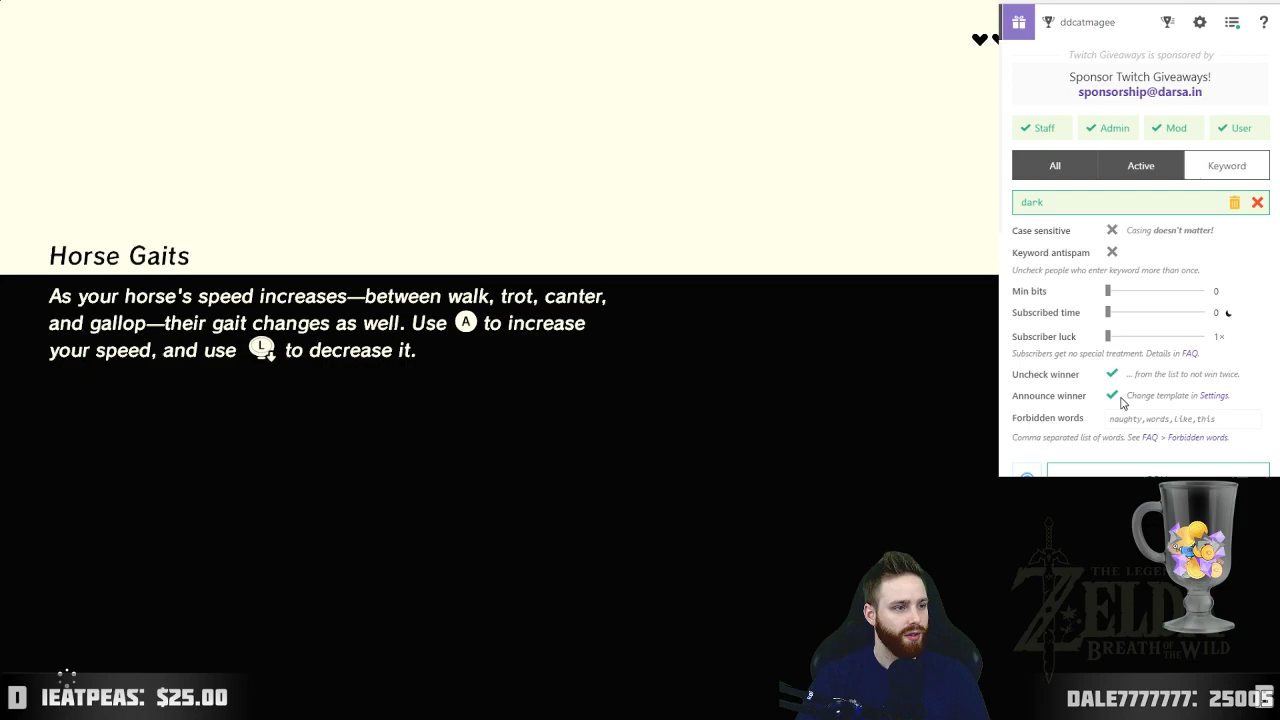 ddcatmagee
?
Twitch Giveaways is sponsored by
Sponsor Twitch Giveaways!
sponsorship@darsa.in
Staff
Admin
Mod
User
All
Active
Keyword
dark
Case sensitive
Casing doesn't matter!
Keyword antispam
Uncheck people who enter keyword more than once.
Min bits
0
Subscribed time
0
Subscriber luck
1×
Subscribers get no special treatment. Details in FAQ.
Uncheck winner
... from the list to not win twice.
Announce winner
Change template in Settings.
Forbidden words
naughty,words,like,this
Comma separated list of words. See FAQ > Forbidden words.
Horse Gaits
As your horse's speed increases—between walk, trot, canter,
and gallop—their gait changes as well. Use A to increase
your speed, and use L to decrease it.
THE LEGEND
ZELDA
BREATH OF THE WILD
IEATPEAS: $25.00
DALE7777777: